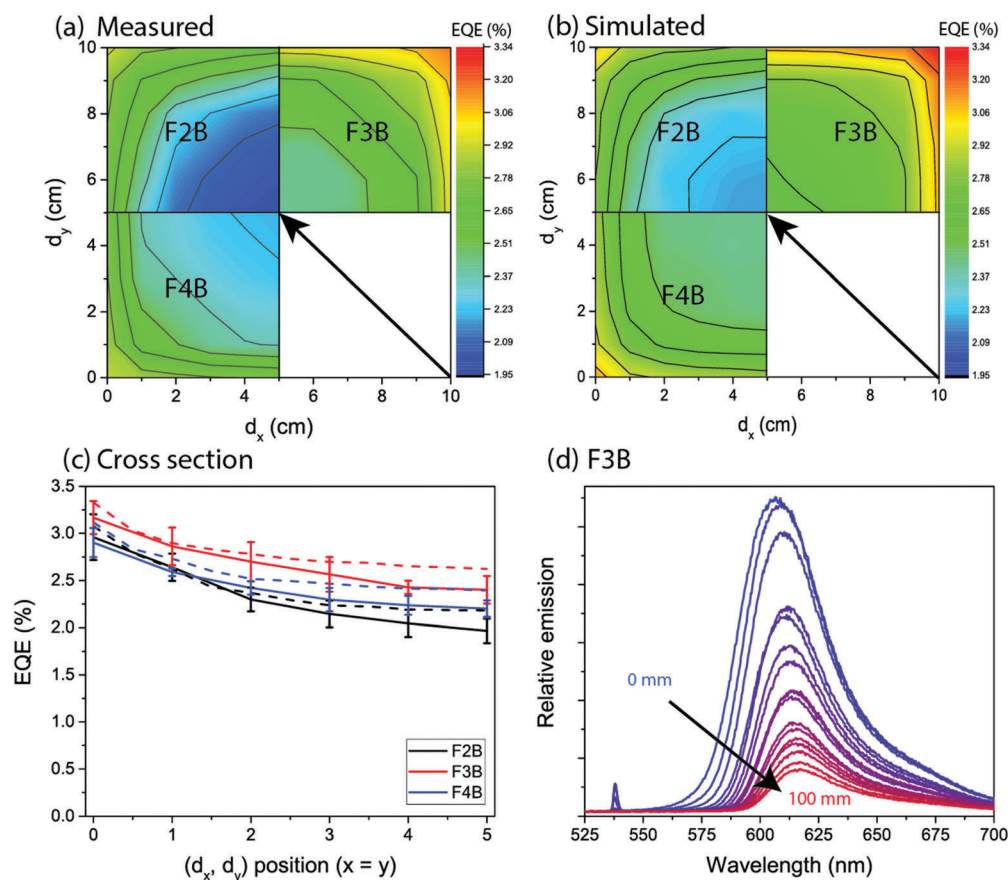 (a) Measured
EQE (%)
10
8
6
4
2
0
d_y (cm)
F2B
F3B
F4B
0 2 4 6 8 10
d_x (cm)
3.34
3.20
3.06
2.93
2.79
2.65
2.51
2.37
2.23
2.09
1.95
(b) Simulated
EQE (%)
10
8
6
4
2
0
d_y (cm)
F2B
F3B
F4B
0 2 4 6 8 10
d_x (cm)
3.34
3.20
3.06
2.93
2.79
2.65
2.51
2.37
2.23
2.09
1.95
(c) Cross section
3.5
3.0
2.5
2.0
1.5
1.0
0.5
0.0
EQE (%)
F2B
F3B
F4B
0 1 2 3 4 5
(d_x, d_y) position (x = y)
(d) F3B
Relative emission
0 mm
100 mm
525 550 575 600 625 650 675 700
Wavelength (nm)